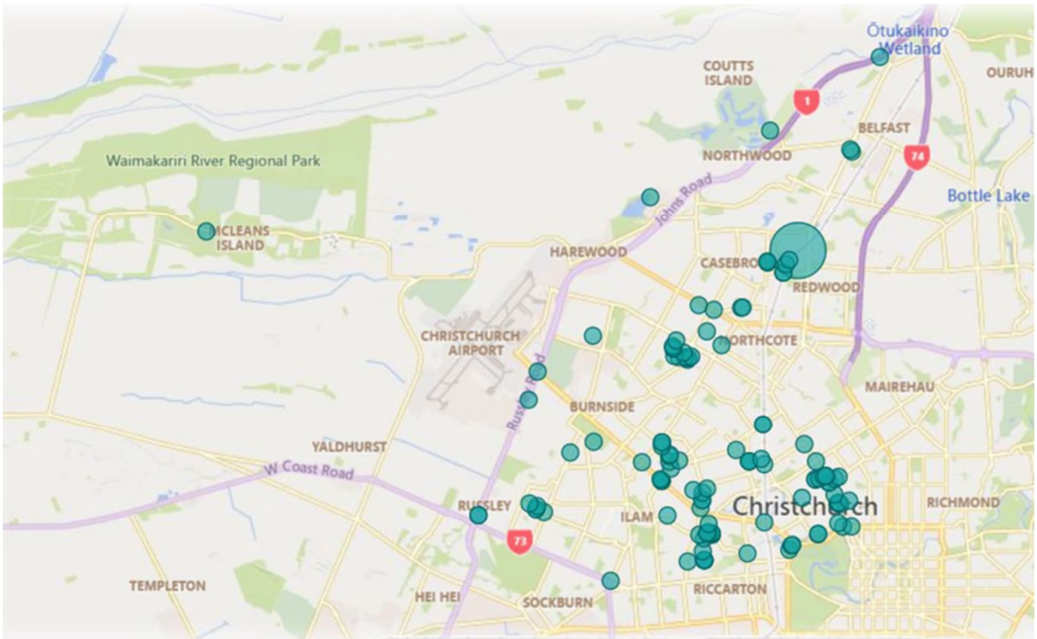 Ōtukaikino
Wetland
COUTTS
ISLAND
OURUH
1
BELFAST
NORTHWOOD
74
Waimakariri River Regional Park
Johns Road
Bottle Lake
MCLEANS
ISLAND
HAREWOOD
CASEBRO
REDWOOD
CHRISTCHURCH
AIRPORT
NORTHCOTE
Russ Road
MAIREHAU
BURNSIDE
YALDHURST
W Coast Road
RUSSLEY
Christchurch
RICHMOND
ILAM
73
TEMPLETON
HEI HEI
SOCKBURN
RICCARTON